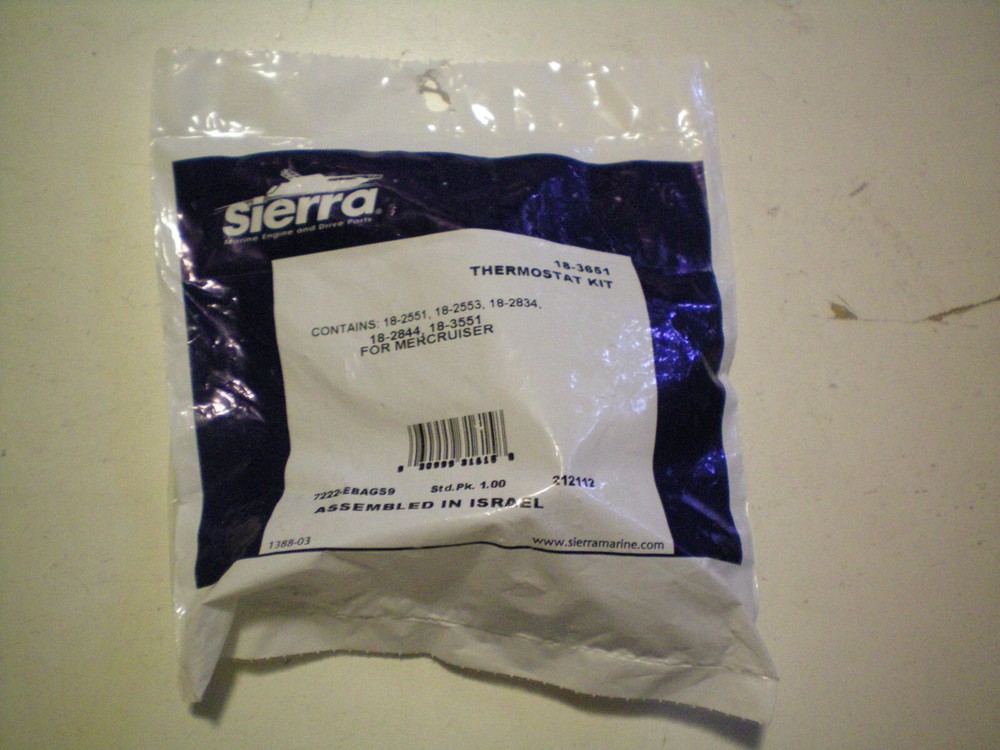 Sierra®
Marine Engine and Drive Parts
18-3651
THERMOSTAT KIT
CONTAINS: 18-2551, 18-2553, 18-2834,
18-2844, 18-3551
FOR MERCRUISER
7222-EBAGS9 Std.Pk. 1.00 212112
ASSEMBLED IN ISRAEL
1388-03 www.sierramarine.com